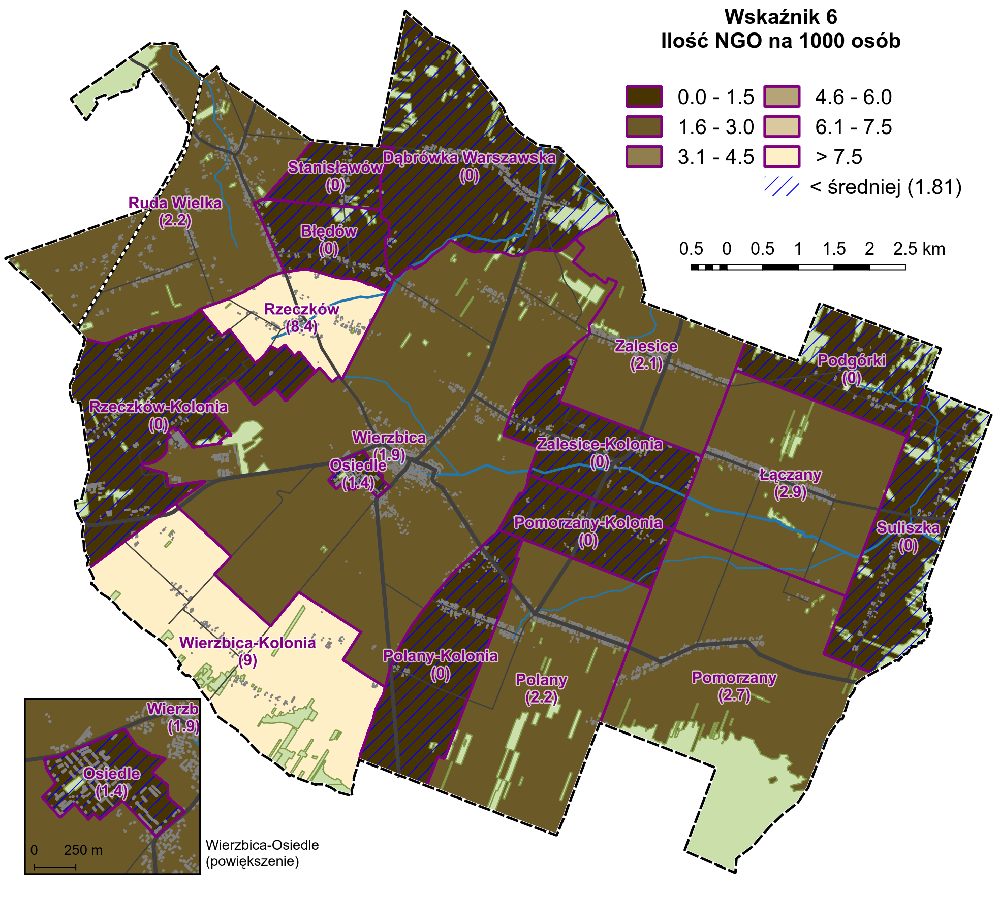 Wskaźnik 6
Ilość NGO na 1000 osób
0.0 - 1.5
4.6 - 6.0
1.6 - 3.0
6.1 - 7.5
3.1 - 4.5
> 7.5
< średniej (1.81)
0.5 0 0.5 1 1.5 2 2.5 km
Dąbrówka Warszawska
(0)
Stanisławów
(0)
Ruda Wielka
(2.2)
Błędów
(0)
Rzeczków
(8.4)
Zalesice
(2.1)
Podgórki
(0)
Rzeczków-Kolonia
(0)
Wierzbica
(1.9)
Zalesice-Kolonia
(0)
Osiedle
(1.4)
Łączany
(2.9)
Pomorzany-Kolonia
(0)
Suliszka
(0)
Wierzbica-Kolonia
(9)
Polany-Kolonia
(0)
Polany
(2.2)
Pomorzany
(2.7)
Wierzb
(1.9)
Osiedle
(1.4)
0 250 m
Wierzbica-Osiedle
(powiększenie)